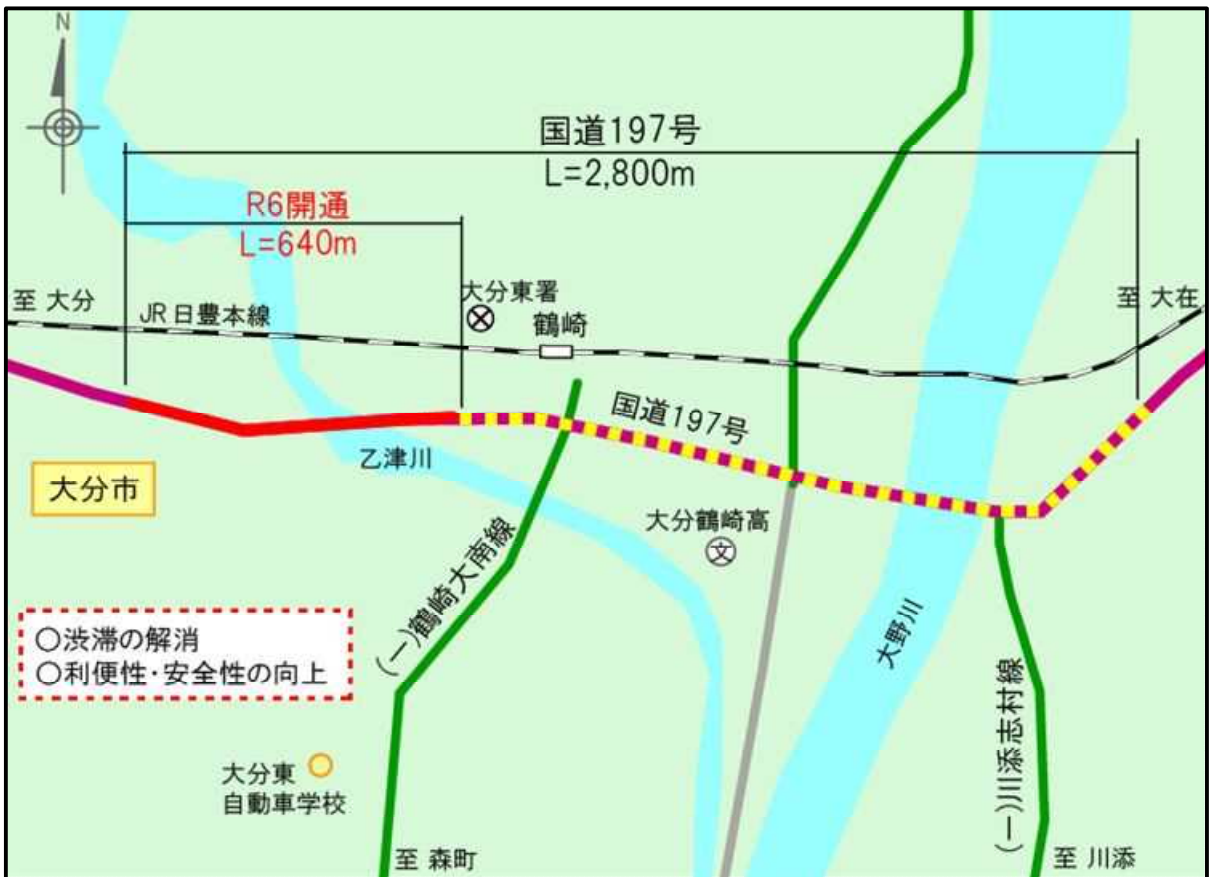 N
国道197号
L=2,800m
R6開通
L=640m
至 大分
JR日豊本線
大分東署
鶴崎
至 大在
国道197号
乙津川
大分市
大分鶴崎高
文
(一)鶴崎大南線
大野川
○渋滞の解消
○利便性・安全性の向上
(一)川添志村線
大分東
自動車学校
至 森町
至 川添